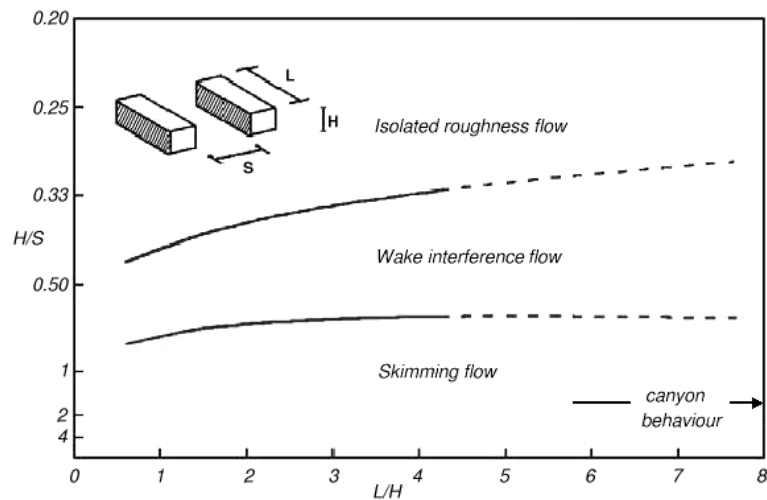 0.20
L
0.25
H
Isolated roughness flow
S
0.33
H/S
Wake interference flow
0.50
1
Skimming flow
canyon
behaviour
2
4
0 1 2 3 4 5 6 7 8
L/H